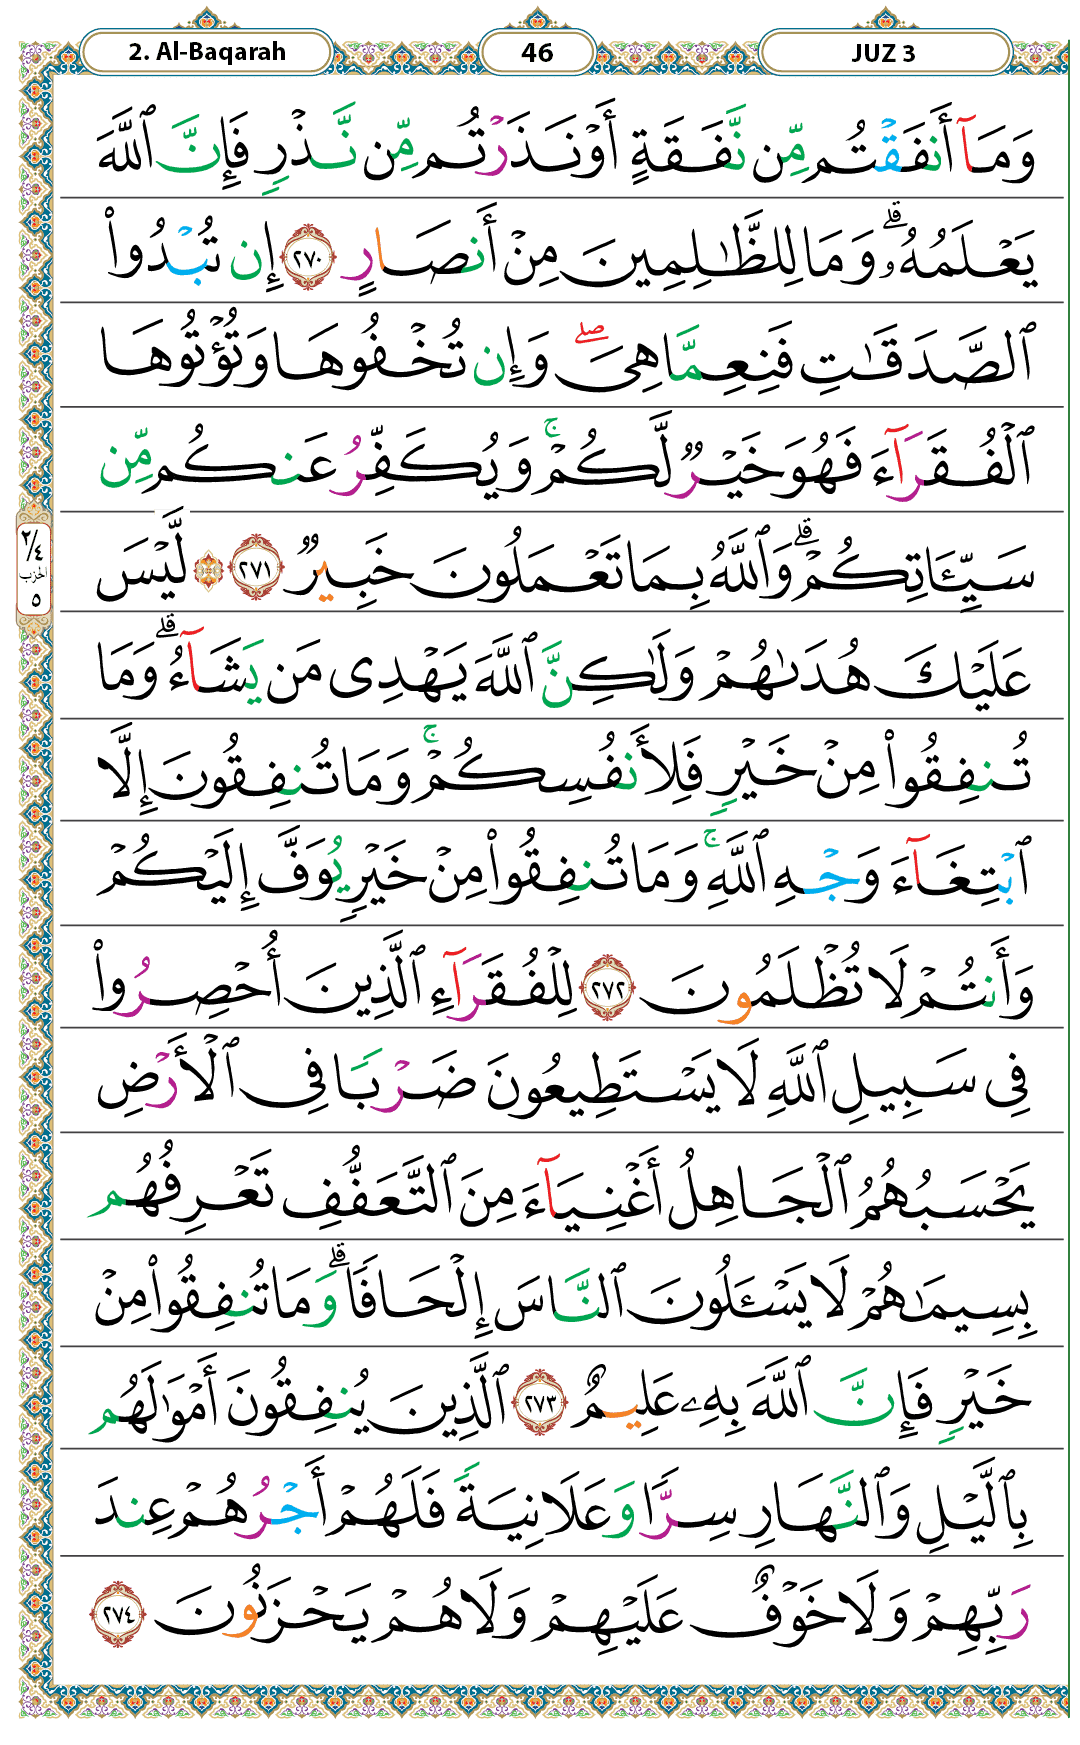 2. Al-Baqarah 46 JUZ 3
وَمَآ أَنفَقْتُم مِّن نَّفَقَةٍ أَوْ نَذَرْتُم مِّن نَّذْرٍ فَإِنَّ ٱللَّهَ
يَعْلَمُهُۥ ۗ وَمَا لِلظَّـٰلِمِينَ مِنْ أَنصَارٍ ٢٧٠ إِن تُبْدُوا۟
ٱلصَّدَقَـٰتِ فَنِعِمَّا هِىَ ۖ وَإِن تُخْفُوهَا وَتُؤْتُوهَا
ٱلْفُقَرَآءَ فَهُوَ خَيْرٌ لَّكُمْ ۚ وَيُكَفِّرُ عَنكُم مِّن
سَيِّـَٔاتِكُمْ ۗ وَٱللَّهُ بِمَا تَعْمَلُونَ خَبِيرٌ ٢٧١ لَّيْسَ
٢/٤
الحزب
٥
عَلَيْكَ هُدَىٰهُمْ وَلَـٰكِنَّ ٱللَّهَ يَهْدِى مَن يَشَآءُ ۗ وَمَا
تُنفِقُوا۟ مِنْ خَيْرٍ فَلِأَنفُسِكُمْ ۚ وَمَا تُنفِقُونَ إِلَّا
ٱبْتِغَآءَ وَجْهِ ٱللَّهِ ۚ وَمَا تُنفِقُوا۟ مِنْ خَيْرٍ يُوَفَّ إِلَيْكُمْ
وَأَنتُمْ لَا تُظْلَمُونَ ٢٧٢ لِلْفُقَرَآءِ ٱلَّذِينَ أُحْصِرُوا۟
فِى سَبِيلِ ٱللَّهِ لَا يَسْتَطِيعُونَ ضَرْبًا فِى ٱلْأَرْضِ
يَحْسَبُهُمُ ٱلْجَاهِلُ أَغْنِيَآءَ مِنَ ٱلتَّعَفُّفِ تَعْرِفُهُم
بِسِيمَـٰهُمْ لَا يَسْـَٔلُونَ ٱلنَّاسَ إِلْحَافًا ۗ وَمَا تُنفِقُوا۟ مِنْ
خَيْرٍ فَإِنَّ ٱللَّهَ بِهِۦ عَلِيمٌ ٢٧٣ ٱلَّذِينَ يُنفِقُونَ أَمْوَٰلَهُم
بِٱلَّيْلِ وَٱلنَّهَارِ سِرًّا وَعَلَانِيَةً فَلَهُمْ أَجْرُهُمْ عِندَ
رَبِّهِمْ وَلَا خَوْفٌ عَلَيْهِمْ وَلَا هُمْ يَحْزَنُونَ ٢٧٤